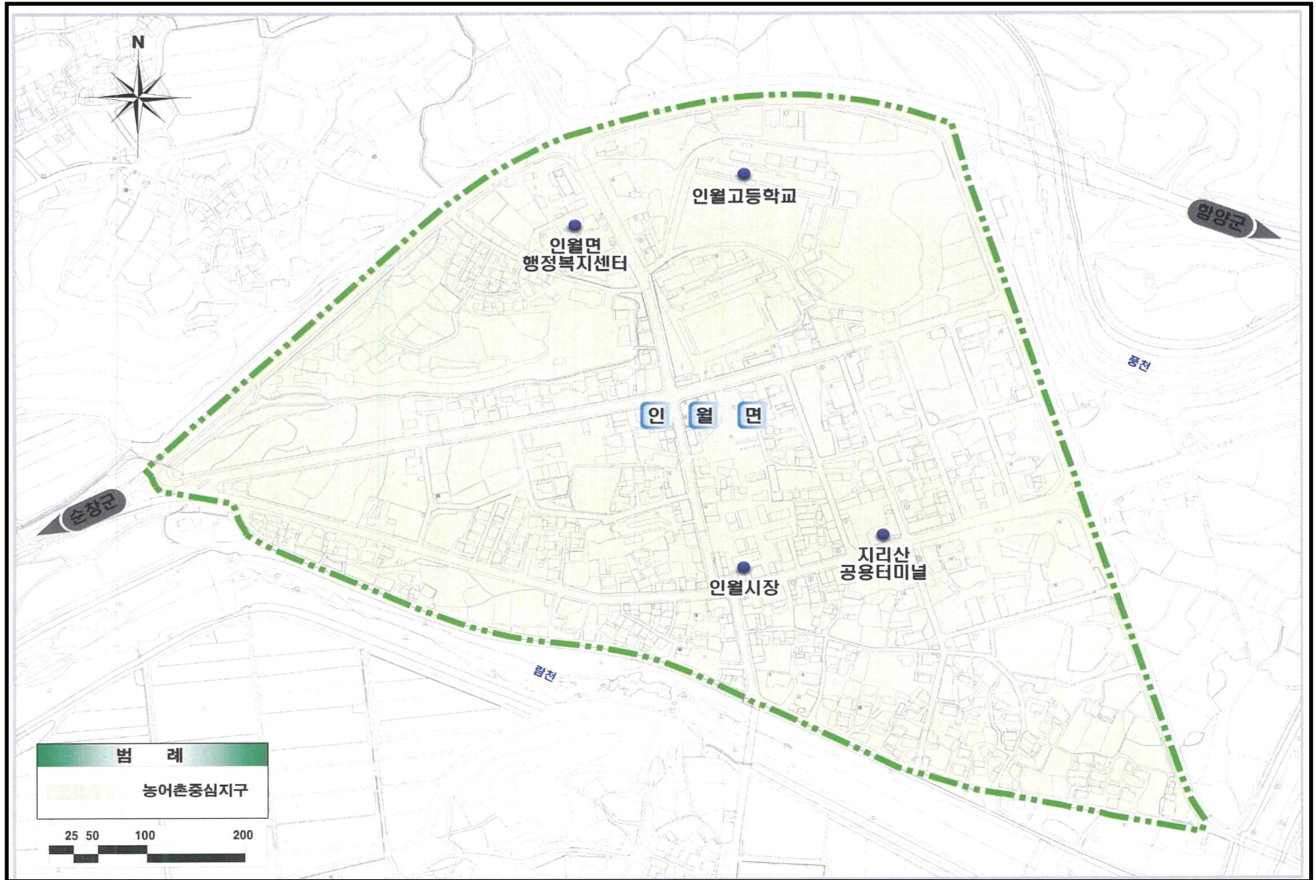 N
인월고등학교
함양군
인월면
행정복지센터
풍천
인 월 면
순창군
지리산
공용터미널
인월시장
람천
범 례
농어촌중심지구
25 50 100 200